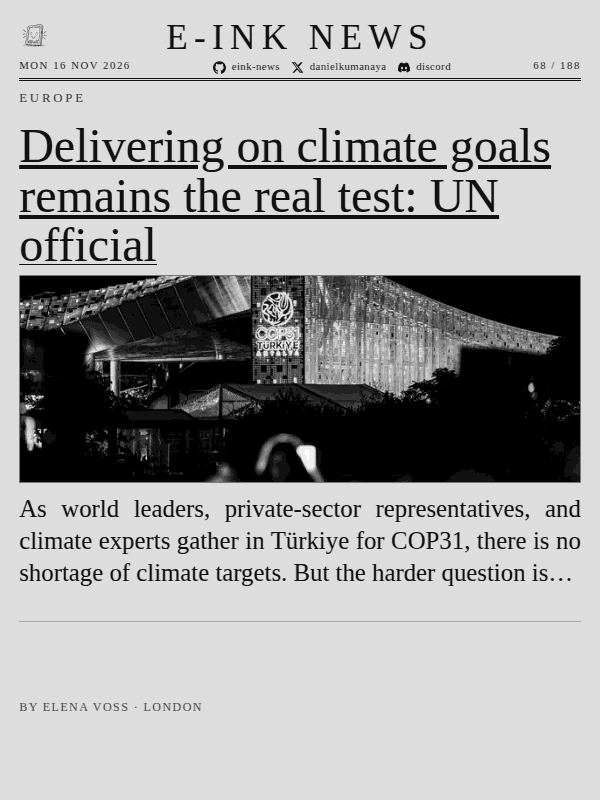 E-INK NEWS
MON 16 NOV 2026
eink-news danielkumanaya discord
68 / 188
EUROPE
Delivering on climate goals
remains the real test: UN
official
COP31
TÜRKİYE
As world leaders, private-sector representatives, and
climate experts gather in Türkiye for COP31, there is no
shortage of climate targets. But the harder question is…
BY ELENA VOSS · LONDON